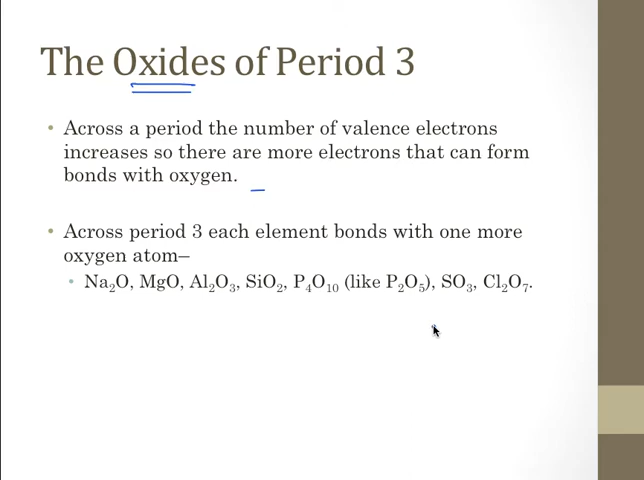 The Oxides of Period 3
• Across a period the number of valence electrons
increases so there are more electrons that can form
bonds with oxygen.
• Across period 3 each element bonds with one more
oxygen atom–
• Na₂O, MgO, Al₂O₃, SiO₂, P₄O₁₀ (like P₂O₅), SO₃, Cl₂O₇.